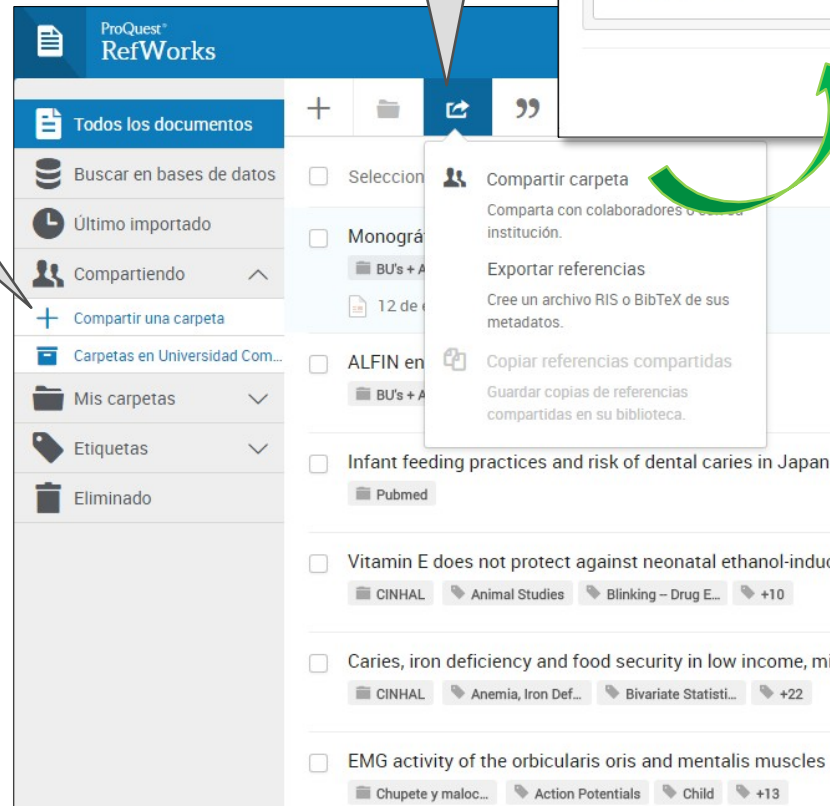 ProQuest®
RefWorks
Todos los documentos
Buscar en bases de datos
Último importado
Compartiendo
Compartir una carpeta
Carpetas en Universidad Com...
Mis carpetas
Etiquetas
Eliminado
Seleccion
Compartir carpeta
Comparta con colaboradores o con su
institución.
Exportar referencias
Cree un archivo RIS o BibTeX de sus
metadatos.
Copiar referencias compartidas
Guardar copias de referencias
compartidas en su biblioteca.
Monográ
BU's + A
12 de
ALFIN en
BU's + A
Infant feeding practices and risk of dental caries in Japan
Pubmed
Vitamin E does not protect against neonatal ethanol-induc
CINHAL Animal Studies Blinking -- Drug E... +10
Caries, iron deficiency and food security in low income, mi
CINHAL Anemia, Iron Def... Bivariate Statisti... +22
EMG activity of the orbicularis oris and mentalis muscles
Chupete y maloc... Action Potentials Child +13